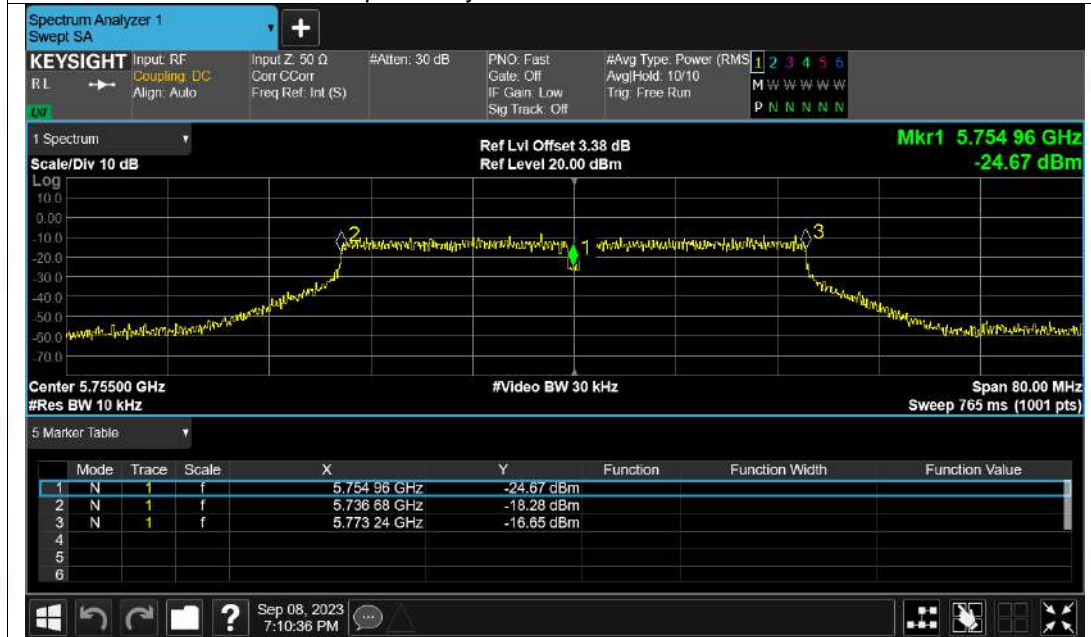 Spectrum Analyzer 1
Swept SA
+
KEYSIGHT Input: RF Input Z: 50 Ω #Atten: 30 dB PNO: Fast #Avg Type: Power (RMS 1 2 3 4 5 6
RL Coupling: DC Corr CCorr Gate: Off Avg|Hold: 10/10 M W W W W W
Align: Auto Freq Ref: Int (S) IF Gain: Low Trig: Free Run
LXI Sig Track: Off P N N N N N
1 Spectrum Ref Lvl Offset 3.38 dB Mkr1 5.754 96 GHz
Scale/Div 10 dB Ref Level 20.00 dBm -24.67 dBm
Log
10.0
0.00
-10.0 2 1 3
-20.0
-30.0
-40.0
-50.0
-60.0
-70.0
Center 5.75500 GHz #Video BW 30 kHz Span 80.00 MHz
#Res BW 10 kHz Sweep 765 ms (1001 pts)
5 Marker Table
Mode Trace Scale X Y Function Function Width Function Value
1 N 1 f 5.754 96 GHz -24.67 dBm
2 N 1 f 5.736 68 GHz -18.28 dBm
3 N 1 f 5.773 24 GHz -16.65 dBm
4
5
6
? Sep 08, 2023
7:10:36 PM